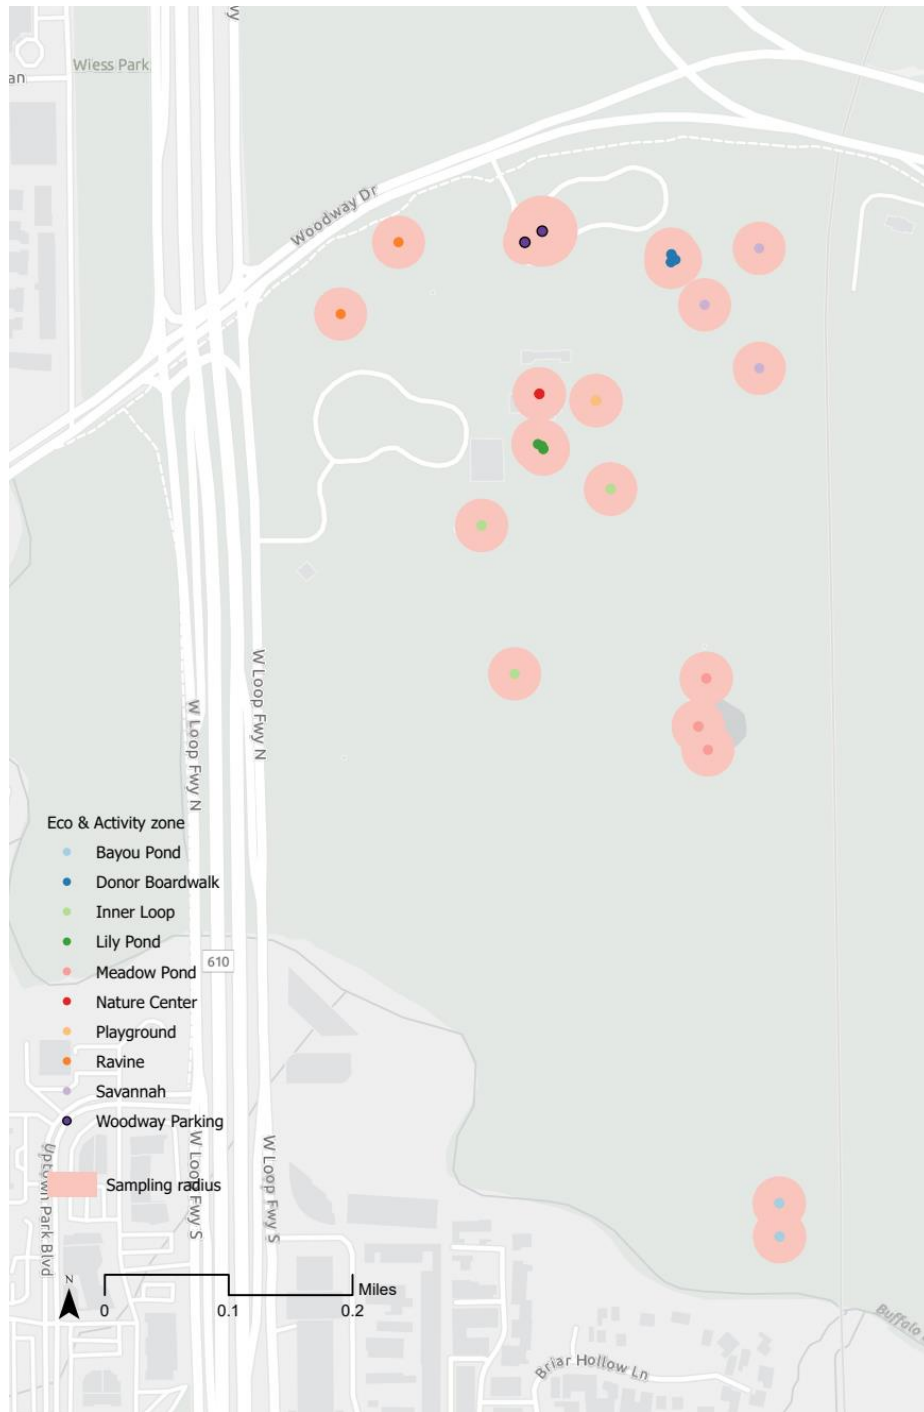 wy
Wiess Park
an
Woodway Dr
W Loop Fwy N
W Loop Fwy N
Eco & Activity zone
Bayou Pond
Donor Boardwalk
Inner Loop
Lily Pond
610
Meadow Pond
Nature Center
Playground
Ravine
Savannah
Woodway Parking
Sampling radius
Uptown Park Blvd
W Loop Fwy S
W Loop Fwy S
N
0
0.1
0.2
Miles
Buffalo
Briar Hollow Ln